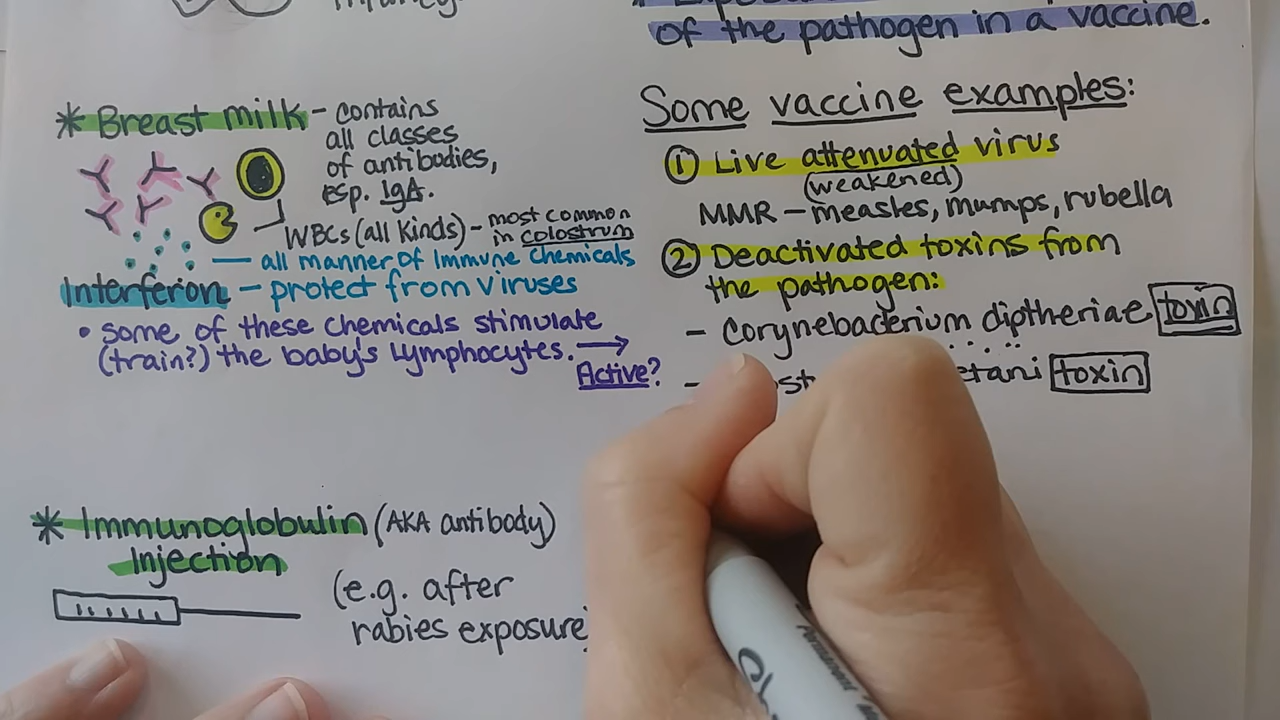 of the pathogen in a vaccine.
* Breast milk - contains
all classes
of antibodies,
esp. IgA.
WBCs (all kinds) - most common
in colostrum
all manner of Immune chemicals
Interferion - protect from viruses
• some of these chemicals stimulate
(train?) the baby's lymphocytes. →
Active?
* Immunoglobulin (AKA antibody)
Injection
(e.g. after
rabies exposure
Some vaccine examples:
① Live attenuated virus
(weakened)
MMR - measles, mumps, rubella
② Deactivated toxins from
the pathogen:
- Corynebacterium diptheriae toxin
- etani toxin
Permanent